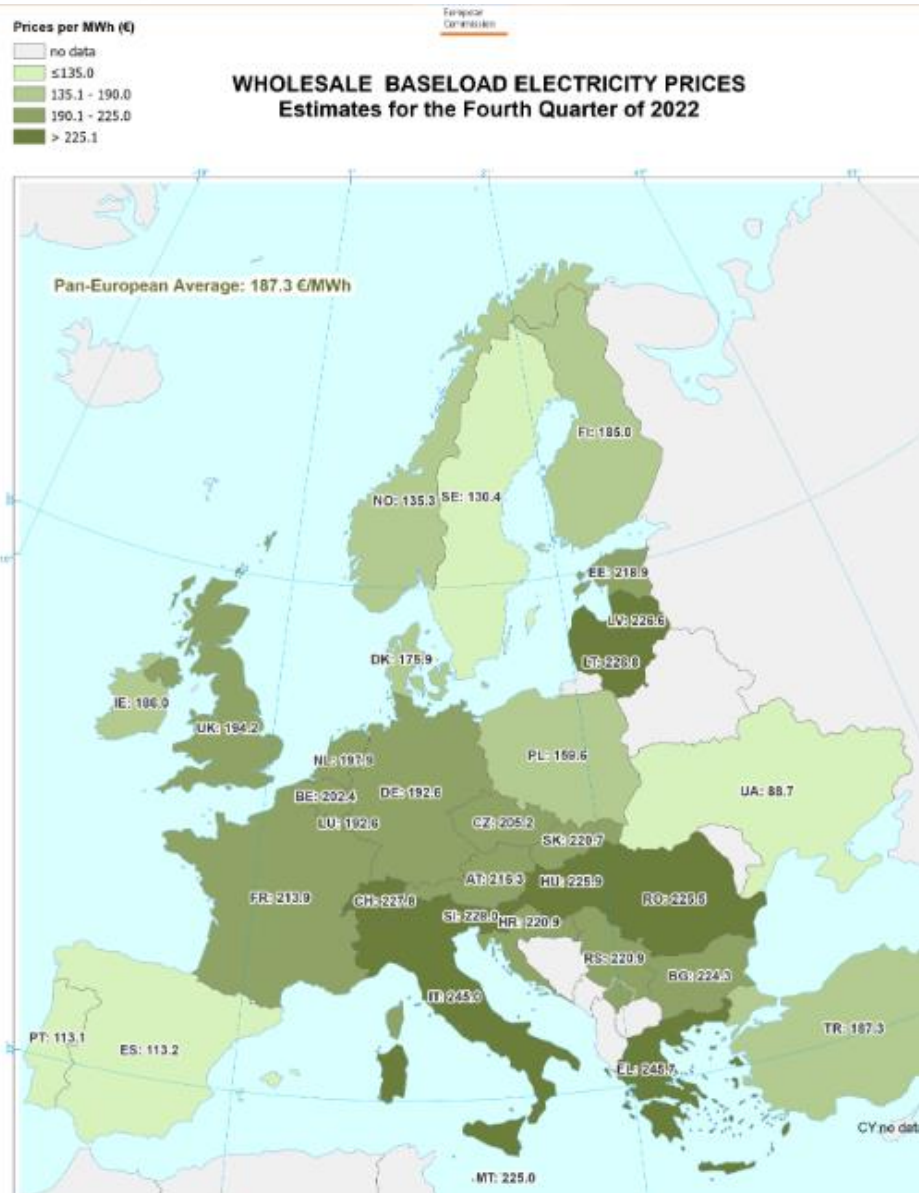 European
Commission
Prices per MWh (€)
no data
≤135.0
135.1 - 190.0
190.1 - 225.0
> 225.1
WHOLESALE BASELOAD ELECTRICITY PRICES
Estimates for the Fourth Quarter of 2022
Pan-European Average: 187.3 €/MWh
FI: 185.0
NO: 135.3
SE: 130.4
EE: 218.9
LV: 226.6
LT: 226.8
DK: 175.9
IE: 186.0
UK: 194.2
NL: 197.9
PL: 159.6
BE: 202.4
DE: 192.6
UA: 88.7
LU: 192.6
CZ: 205.2
SK: 220.7
AT: 216.3
HU: 225.9
FR: 213.9
CH: 227.8
RO: 225.5
SI: 228.0
HR: 220.9
RS: 220.9
BG: 224.3
IT: 245.0
TR: 187.3
PT: 113.1
ES: 113.2
EL: 245.7
CY:no data
MT: 225.0